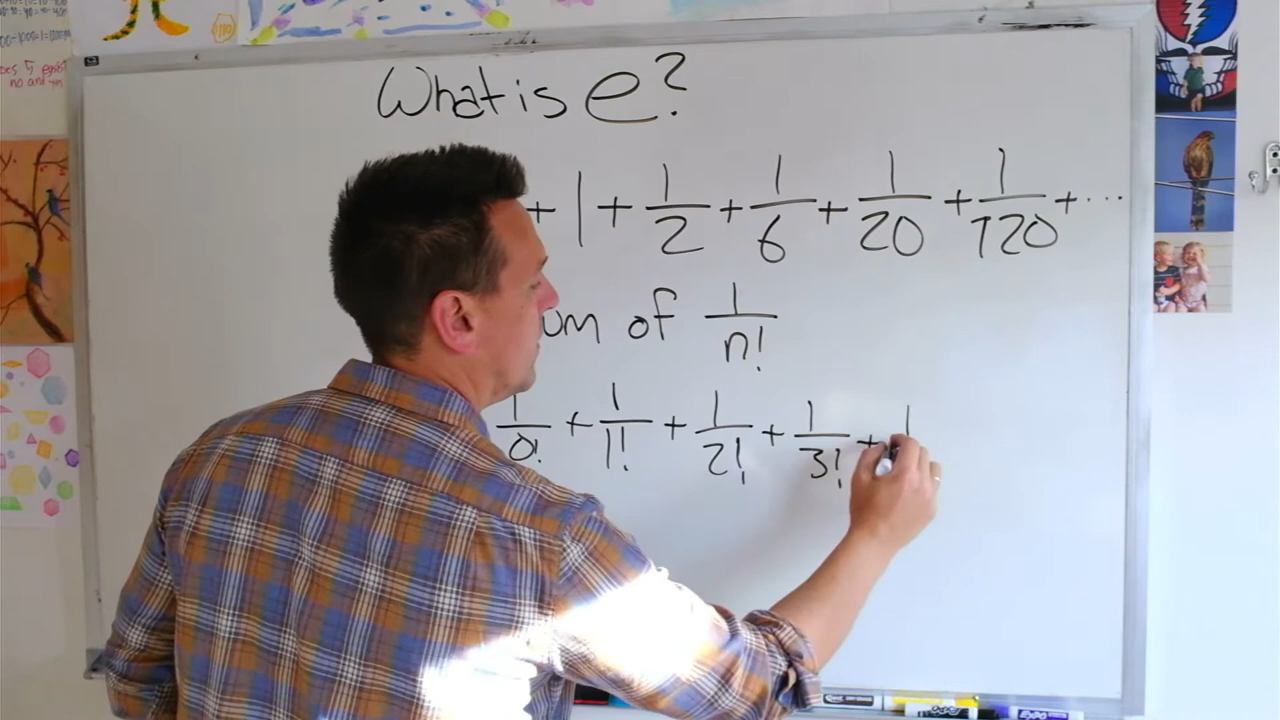 What is e?
+ 1 + 1/2 + 1/6 + 1/20 + 1/120 + ...
um of 1/n!
1/0! + 1/1! + 1/2! + 1/3! + 1
EXPO